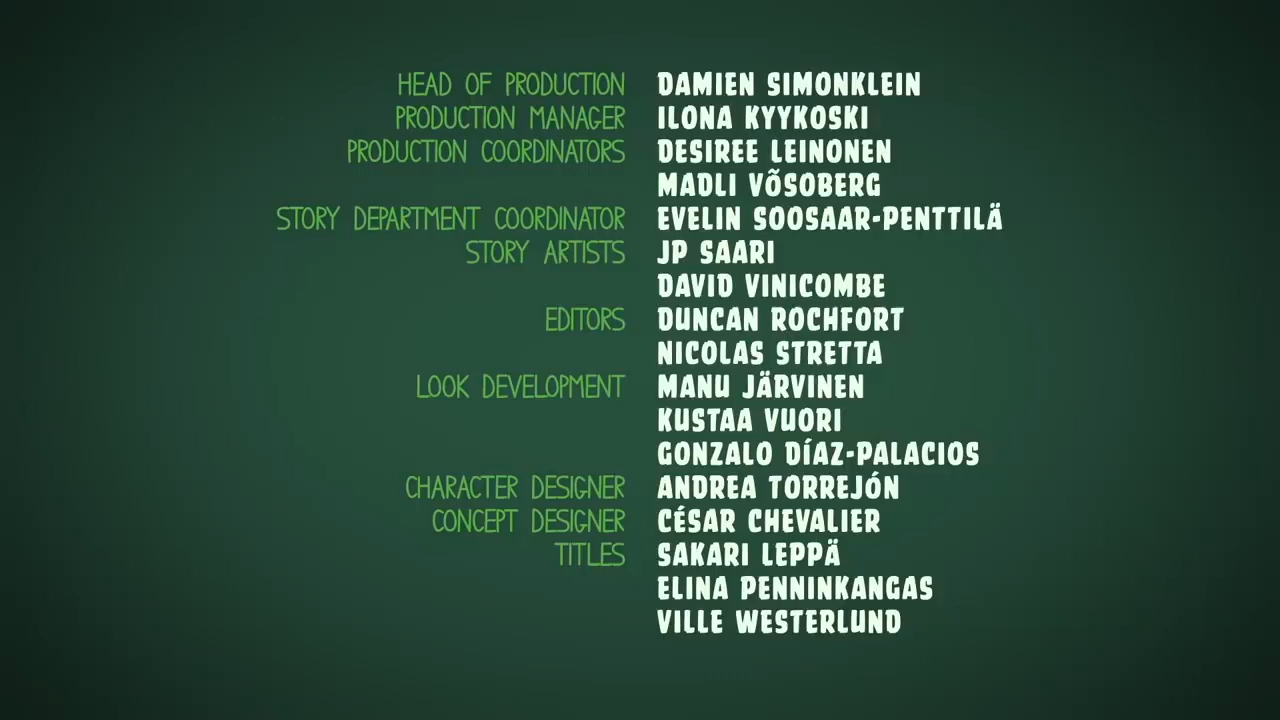 HEAD OF PRODUCTION DAMIEN SIMONKLEIN
PRODUCTION MANAGER ILONA KYYKOSKI
PRODUCTION COORDINATORS DESIREE LEINONEN
MADLI VÕSOBERG
STORY DEPARTMENT COORDINATOR EVELIN SOOSAAR-PENTTILÄ
STORY ARTISTS JP SAARI
DAVID VINICOMBE
EDITORS DUNCAN ROCHFORT
NICOLAS STRETTA
LOOK DEVELOPMENT MANU JÄRVINEN
KUSTAA VUORI
GONZALO DÍAZ-PALACIOS
CHARACTER DESIGNER ANDREA TORREJÓN
CONCEPT DESIGNER CÉSAR CHEVALIER
TITLES SAKARI LEPPÄ
ELINA PENNINKANGAS
VILLE WESTERLUND